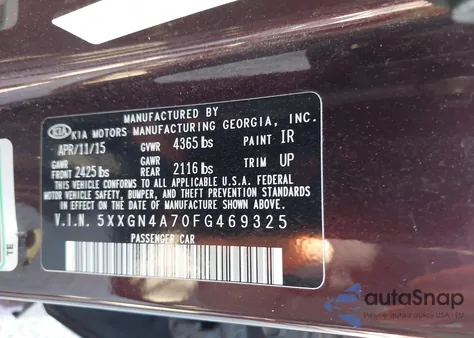 MANUFACTURED BY
KIA KIA MOTORS MANUFACTURING GEORGIA, INC.
APR/11/15 GVWR 4365 lbs PAINT IR
GAWR FRONT 2425 lbs GAWR REAR 2116 lbs TRIM UP
THIS VEHICLE CONFORMS TO ALL APPLICABLE U.S.A. FEDERAL
MOTOR VEHICLE SAFETY, BUMPER, AND THEFT PREVENTION STANDARDS
IN EFFECT ON THE DATE OF MANUFACTURE SHOWN ABOVE.
V.I.N. 5XXGN4A70FG469325
PASSENGER CAR
TE
autoSnap